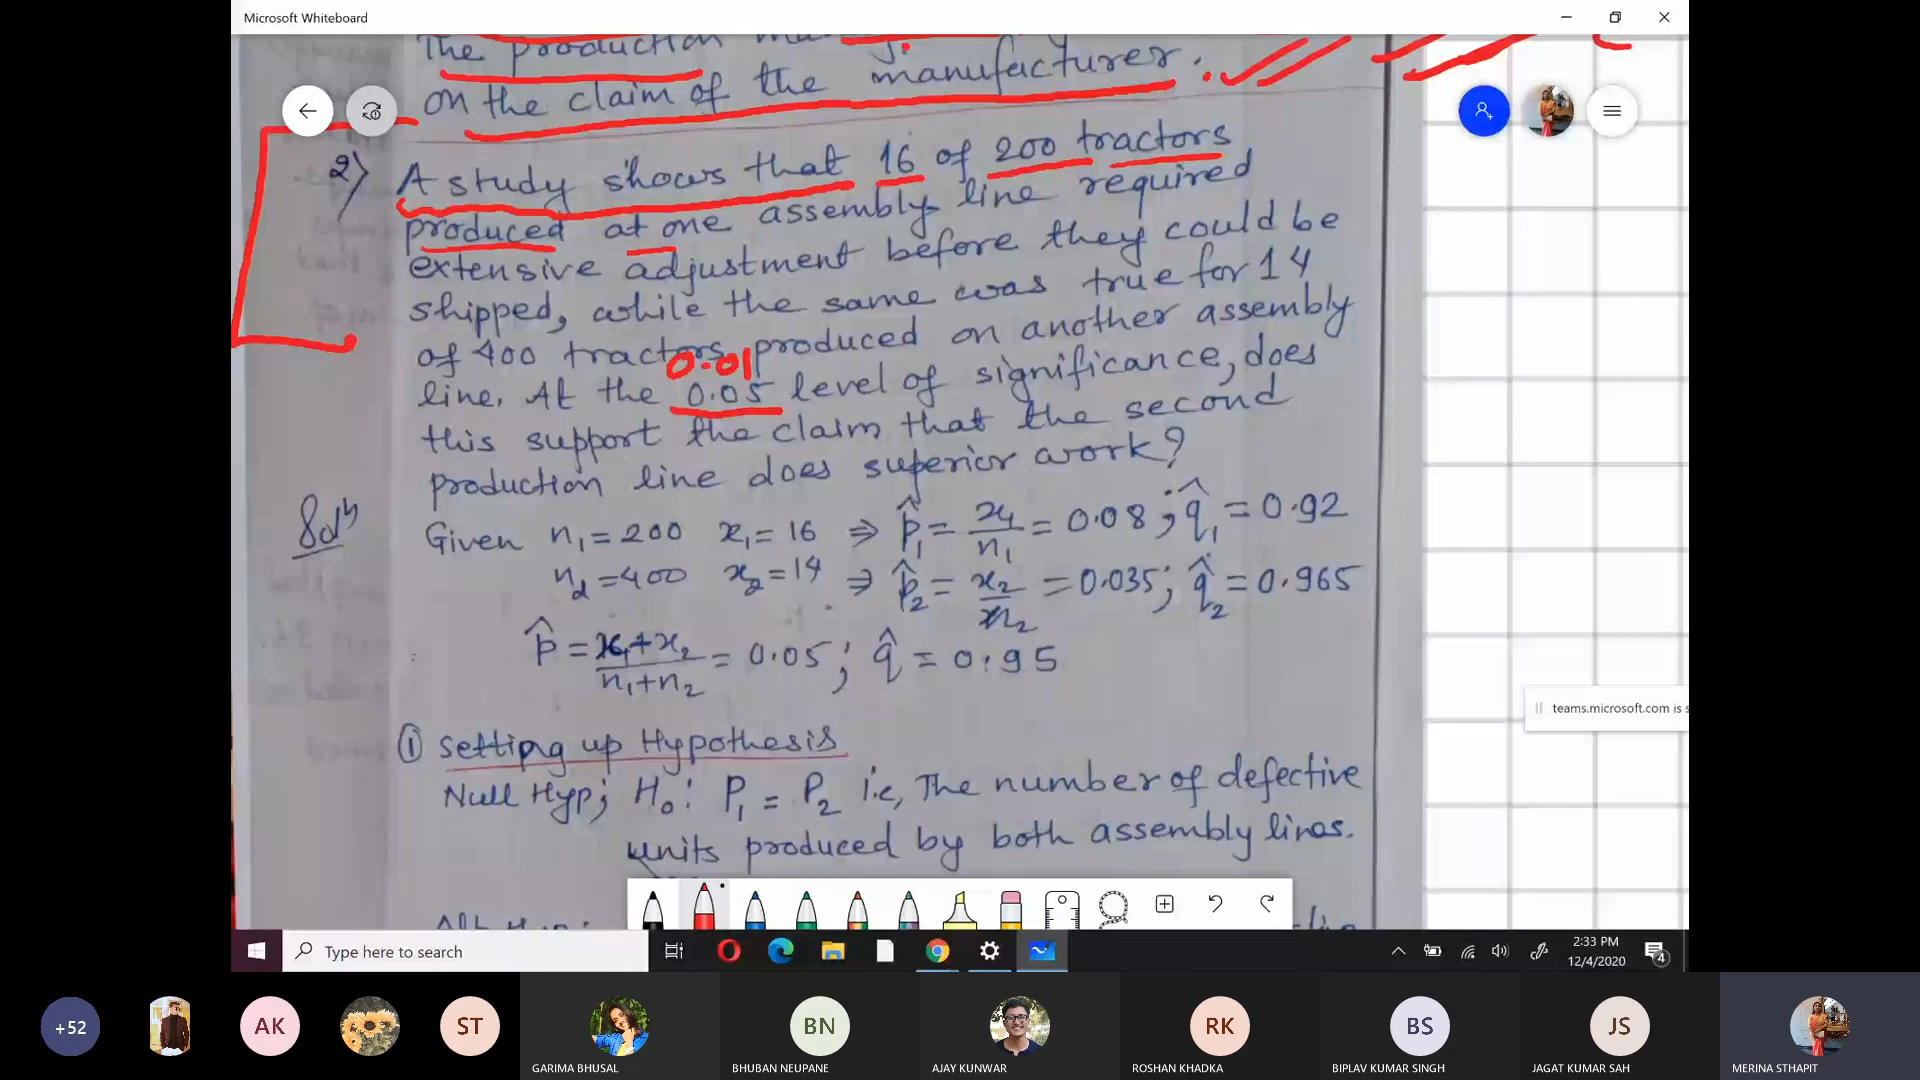 Microsoft Whiteboard
The production
on the claim of the manufacturer.
2) A study shows that 16 of 200 tractors
produced at one assembly line required
extensive adjustment before they could be
shipped, while the same was true for 14
of 400 tractors produced on another assembly
0.01
line. At the 0.05 level of significance, does
this support the claim that the second
production line does superior work?
Soln
Given n₁ = 200 x₁ = 16 ⇒ p̂₁ = x₁/n₁ = 0.08; q̂₁ = 0.92
n₂ = 400 x₂ = 14 ⇒ p̂₂ = x₂/n₂ = 0.035; q̂₂ = 0.965
p̂ = x₁+x₂/n₁+n₂ = 0.05; q̂ = 0.95
① Setting up Hypothesis
Null Hyp; H₀: P₁ = P₂ i.e, The number of defective
units produced by both assembly lines.
teams.microsoft.com is s
Type here to search
2:33 PM
12/4/2020
4
+52
AK
ST
BN
RK
BS
JS
GARIMA BHUSAL
BHUBAN NEUPANE
AJAY KUNWAR
ROSHAN KHADKA
BIPLAV KUMAR SINGH
JAGAT KUMAR SAH
MERINA STHAPIT